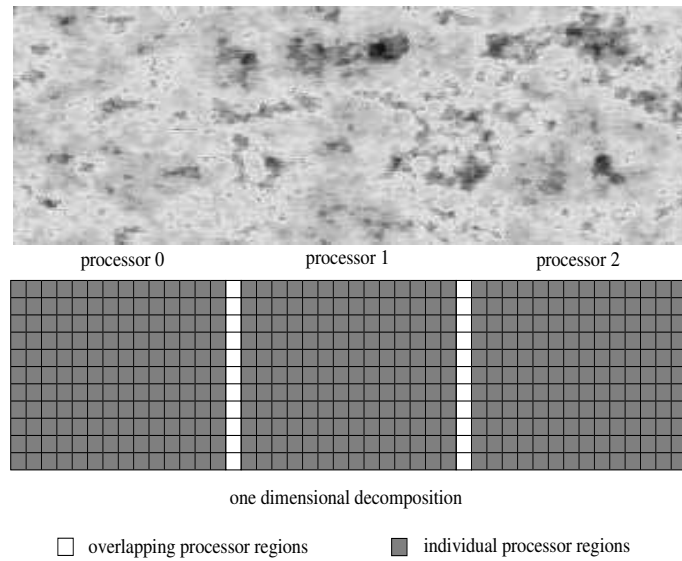 processor 0 processor 1 processor 2
one dimensional decomposition
overlapping processor regions individual processor regions